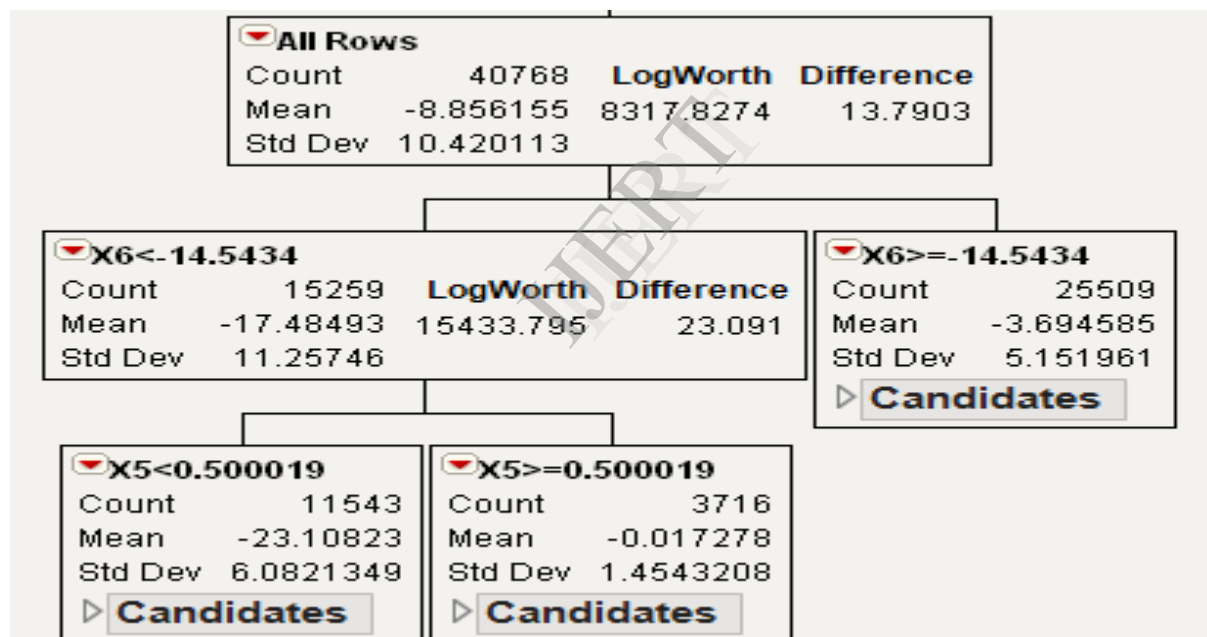 All Rows
Count 40768 LogWorth Difference
Mean -8.856155 8317.8274 13.7903
Std Dev 10.420113
X6<-14.5434
Count 15259 LogWorth Difference
Mean -17.48493 15433.795 23.091
Std Dev 11.25746
X6>=-14.5434
Count 25509
Mean -3.694585
Std Dev 5.151961
Candidates
X5<0.500019
Count 11543
Mean -23.10823
Std Dev 6.0821349
Candidates
X5>=0.500019
Count 3716
Mean -0.017278
Std Dev 1.4543208
Candidates
IJERT